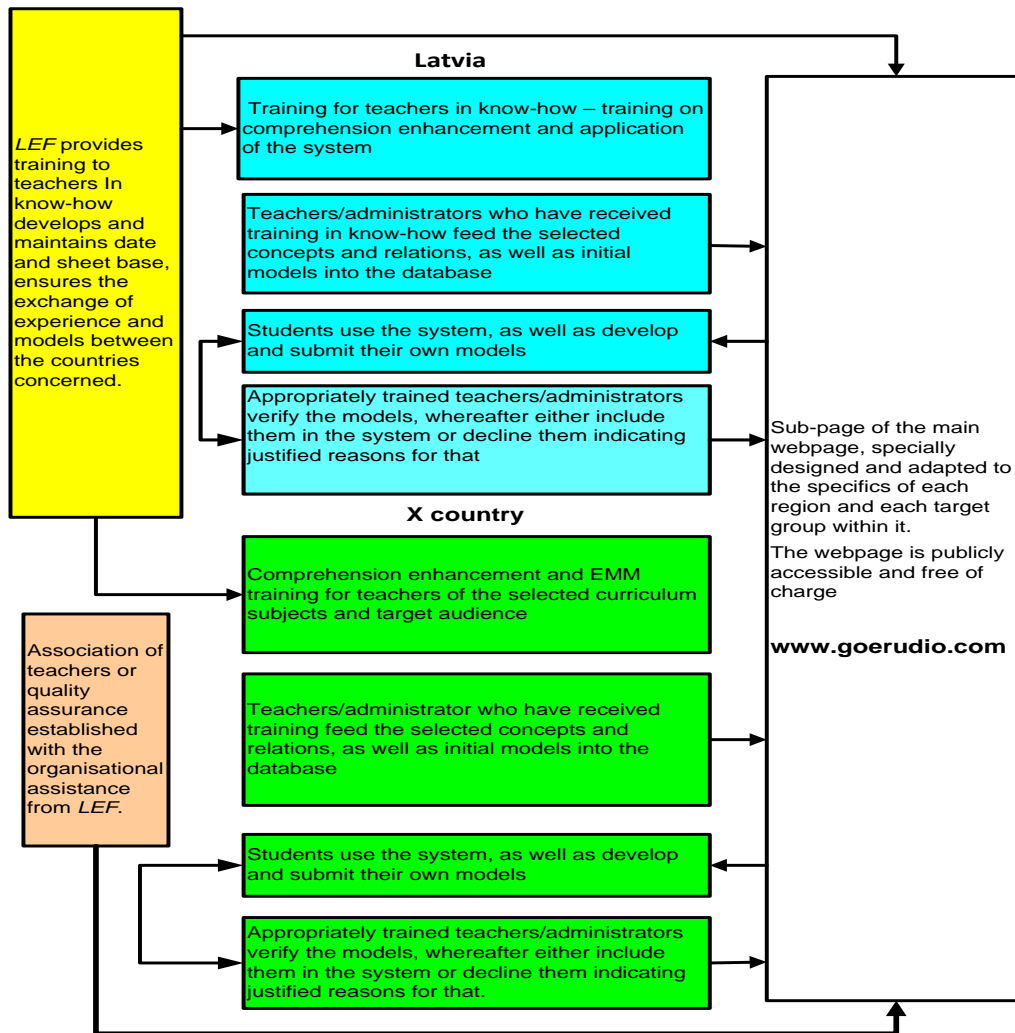 Latvia
LEF provides
training to
teachers In
know-how
develops and
maintains date
and sheet base,
ensures the
exchange of
experience and
models between
the countries
concerned.
Training for teachers in know-how – training on
comprehension enhancement and application
of the system
Teachers/administrators who have received
training in know-how feed the selected
concepts and relations, as well as initial
models into the database
Students use the system, as well as develop
and submit their own models
Appropriately trained teachers/administrators
verify the models, whereafter either include
them in the system or decline them indicating
justified reasons for that
X country
Comprehension enhancement and EMM
training for teachers of the selected curriculum
subjects and target audience
Association of
teachers or
quality
assurance
established
with the
organisational
assistance
from LEF.
Teachers/administrator who have received
training feed the selected concepts and
relations, as well as initial models into the
database
Students use the system, as well as develop
and submit their own models
Appropriately trained teachers/administrators
verify the models, whereafter either include
them in the system or decline them indicating
justified reasons for that.
Sub-page of the main
webpage, specially
designed and adapted to
the specifics of each
region and each target
group within it.
The webpage is publicly
accessible and free of
charge
www.goerudio.com